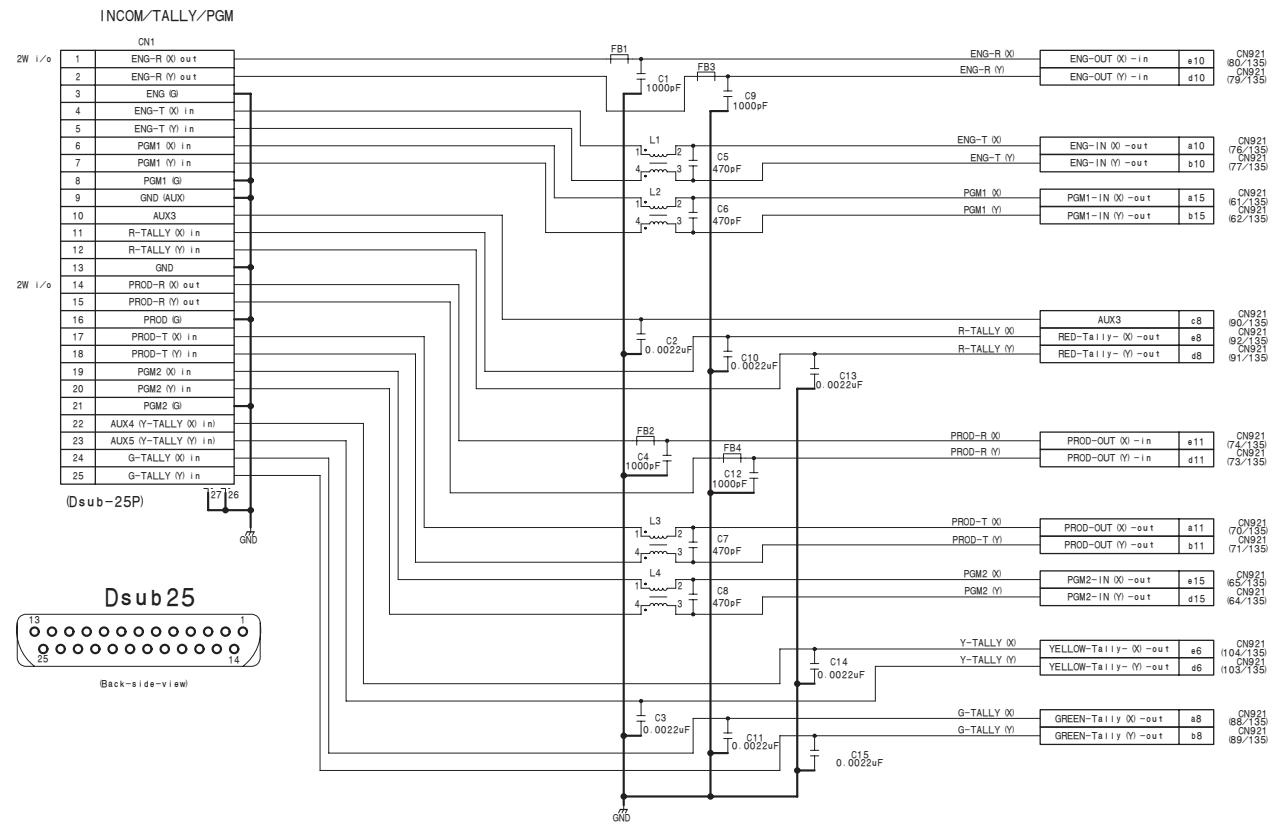 INCOM/TALLY/PGM
CN1
2W i/o 1 ENG-R (X) out
2 ENG-R (Y) out
3 ENG (G)
4 ENG-T (X) in
5 ENG-T (Y) in
6 PGM1 (X) in
7 PGM1 (Y) in
8 PGM1 (G)
9 GND (AUX)
10 AUX3
11 R-TALLY (X) in
12 R-TALLY (Y) in
13 GND
2W i/o 14 PROD-R (X) out
15 PROD-R (Y) out
16 PROD (G)
17 PROD-T (X) in
18 PROD-T (Y) in
19 PGM2 (X) in
20 PGM2 (Y) in
21 PGM2 (G)
22 AUX4 (Y-TALLY (X) in)
23 AUX5 (Y-TALLY (Y) in)
24 G-TALLY (X) in
25 G-TALLY (Y) in
(Dsub-25P)
27 26
GND
Dsub25
13 1
25 14
(Back-side-view)
FB1
C1
1000pF
FB3
C9
1000pF
L1
1 2
4 3
C5
470pF
L2
1 2
4 3
C6
470pF
C2
0.0022uF
C10
0.0022uF
C13
0.0022uF
FB2
C4
1000pF
FB4
C12
1000pF
L3
1 2
4 3
C7
470pF
L4
1 2
4 3
C8
470pF
C14
0.0022uF
C3
0.0022uF
C11
0.0022uF
C15
0.0022uF
GND
ENG-R (X) ENG-OUT (X) -in e10 CN921 (80/135)
ENG-R (Y) ENG-OUT (Y) -in d10 CN921 (79/135)
ENG-T (X) ENG-IN (X) -out a10 CN921 (76/135)
ENG-T (Y) ENG-IN (Y) -out b10 CN921 (77/135)
PGM1 (X) PGM1-IN (X) -out a15 CN921 (61/135)
PGM1 (Y) PGM1-IN (Y) -out b15 CN921 (62/135)
AUX3 c8 CN921 (90/135)
R-TALLY (X) RED-Tally- (X) -out e8 CN921 (92/135)
R-TALLY (Y) RED-Tally- (Y) -out d8 CN921 (91/135)
PROD-R (X) PROD-OUT (X) -in e11 CN921 (74/135)
PROD-R (Y) PROD-OUT (Y) -in d11 CN921 (73/135)
PROD-T (X) PROD-OUT (X) -out a11 CN921 (70/135)
PROD-T (Y) PROD-OUT (Y) -out b11 CN921 (71/135)
PGM2 (X) PGM2-IN (X) -out e15 CN921 (65/135)
PGM2 (Y) PGM2-IN (Y) -out d15 CN921 (64/135)
Y-TALLY (X) YELLOW-Tally- (X) -out e6 CN921 (104/135)
Y-TALLY (Y) YELLOW-Tally- (Y) -out d6 CN921 (103/135)
G-TALLY (X) GREEN-Tally (X) -out a8 CN921 (88/135)
G-TALLY (Y) GREEN-Tally (Y) -out b8 CN921 (89/135)